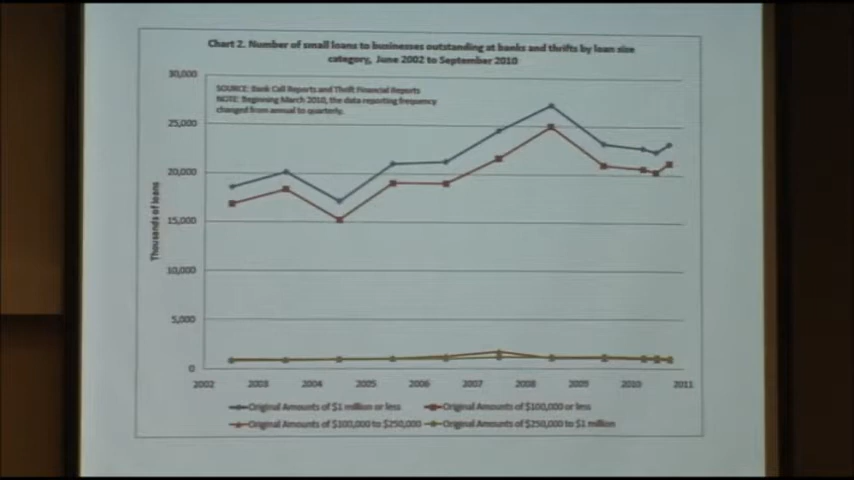 Chart 2. Number of small loans to businesses outstanding at banks and thrifts by loan size
category, June 2002 to September 2010
30,000
SOURCE: Bank Call Reports and Thrift Financial Reports
NOTE: Beginning March 2010, the data reporting frequency
changed from annual to quarterly.
25,000
20,000
15,000
10,000
5,000
0
Thousands of loans
2002 2003 2004 2005 2006 2007 2008 2009 2010 2011
Original Amounts of $1 million or less Original Amounts of $100,000 or less
Original Amounts of $100,000 to $250,000 Original Amounts of $250,000 to $1 million